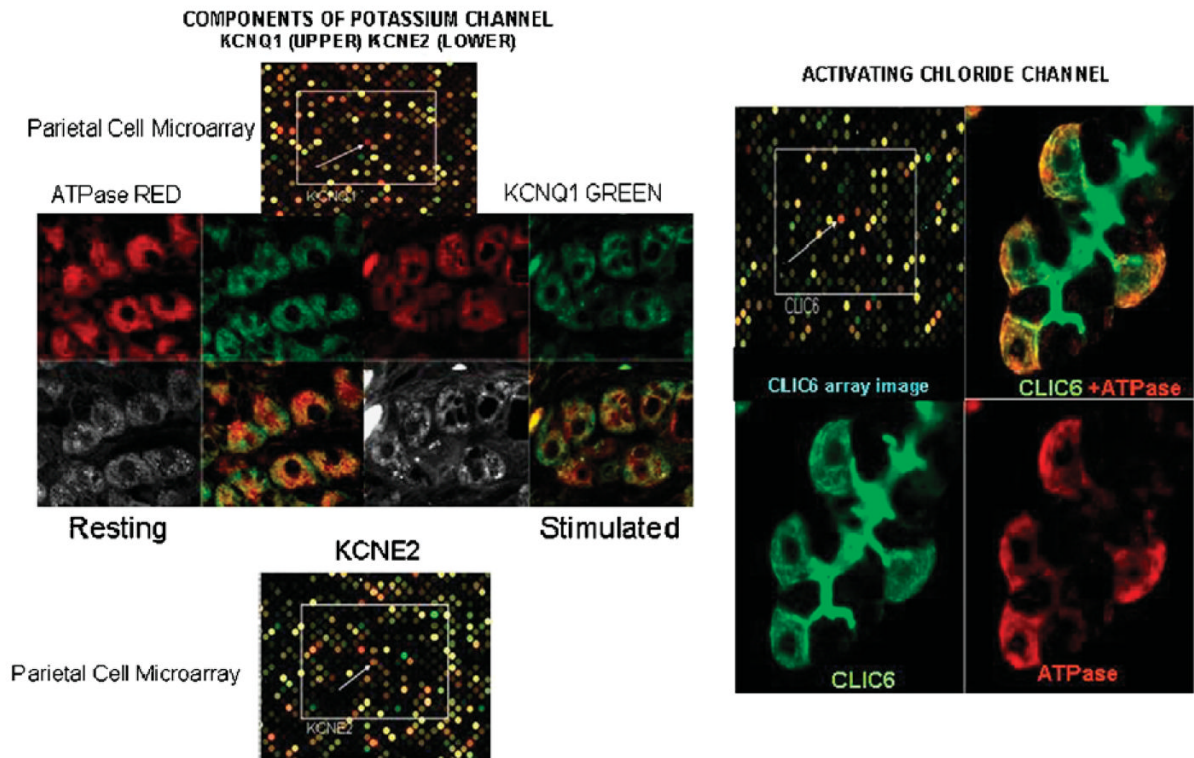 COMPONENTS OF POTASSIUM CHANNEL
KCNQ1 (UPPER) KCNE2 (LOWER)
Parietal Cell Microarray
KCNQ1
ATPase RED
KCNQ1 GREEN
Resting
Stimulated
KCNE2
Parietal Cell Microarray
KCNE2
ACTIVATING CHLORIDE CHANNEL
CLIC6
CLIC6 array image
CLIC6 +ATPase
CLIC6
ATPase